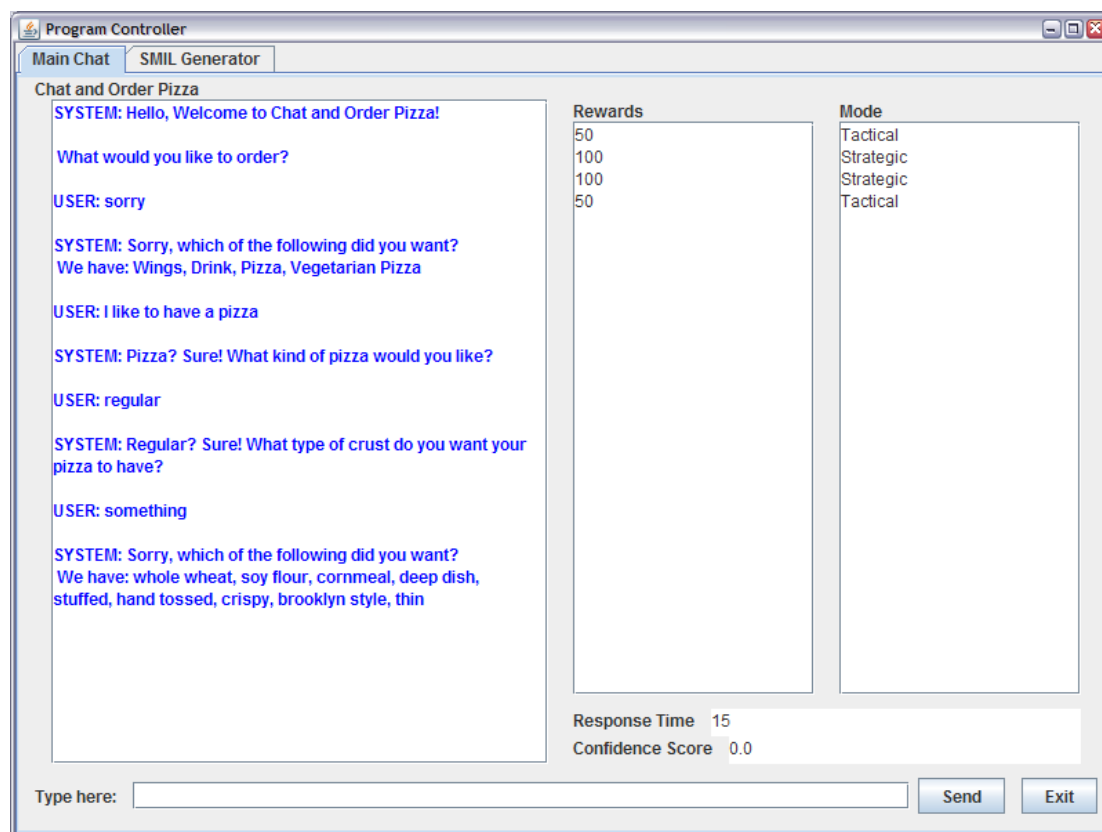 Program Controller
Main Chat
SMIL Generator
Chat and Order Pizza
SYSTEM: Hello, Welcome to Chat and Order Pizza!
What would you like to order?
USER: sorry
SYSTEM: Sorry, which of the following did you want?
We have: Wings, Drink, Pizza, Vegetarian Pizza
USER: I like to have a pizza
SYSTEM: Pizza? Sure! What kind of pizza would you like?
USER: regular
SYSTEM: Regular? Sure! What type of crust do you want your
pizza to have?
USER: something
SYSTEM: Sorry, which of the following did you want?
We have: whole wheat, soy flour, cornmeal, deep dish,
stuffed, hand tossed, crispy, brooklyn style, thin
Rewards
50
100
100
50
Mode
Tactical
Strategic
Strategic
Tactical
Response Time 15
Confidence Score 0.0
Type here:
Send
Exit